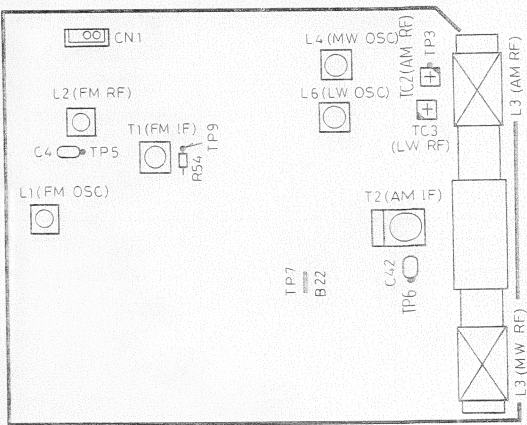 CN1
L4(MW OSC)
TC2(AM RF)
TP3
L3(AM RF)
L2(FM RF)
L6(LW OSC)
T1(FM IF)
TP9
TC3
(LW RF)
C4
TP5
R54
L1(FM OSC)
T2(AM IF)
TP7
B22
C42
TP6
L3(MW RF)